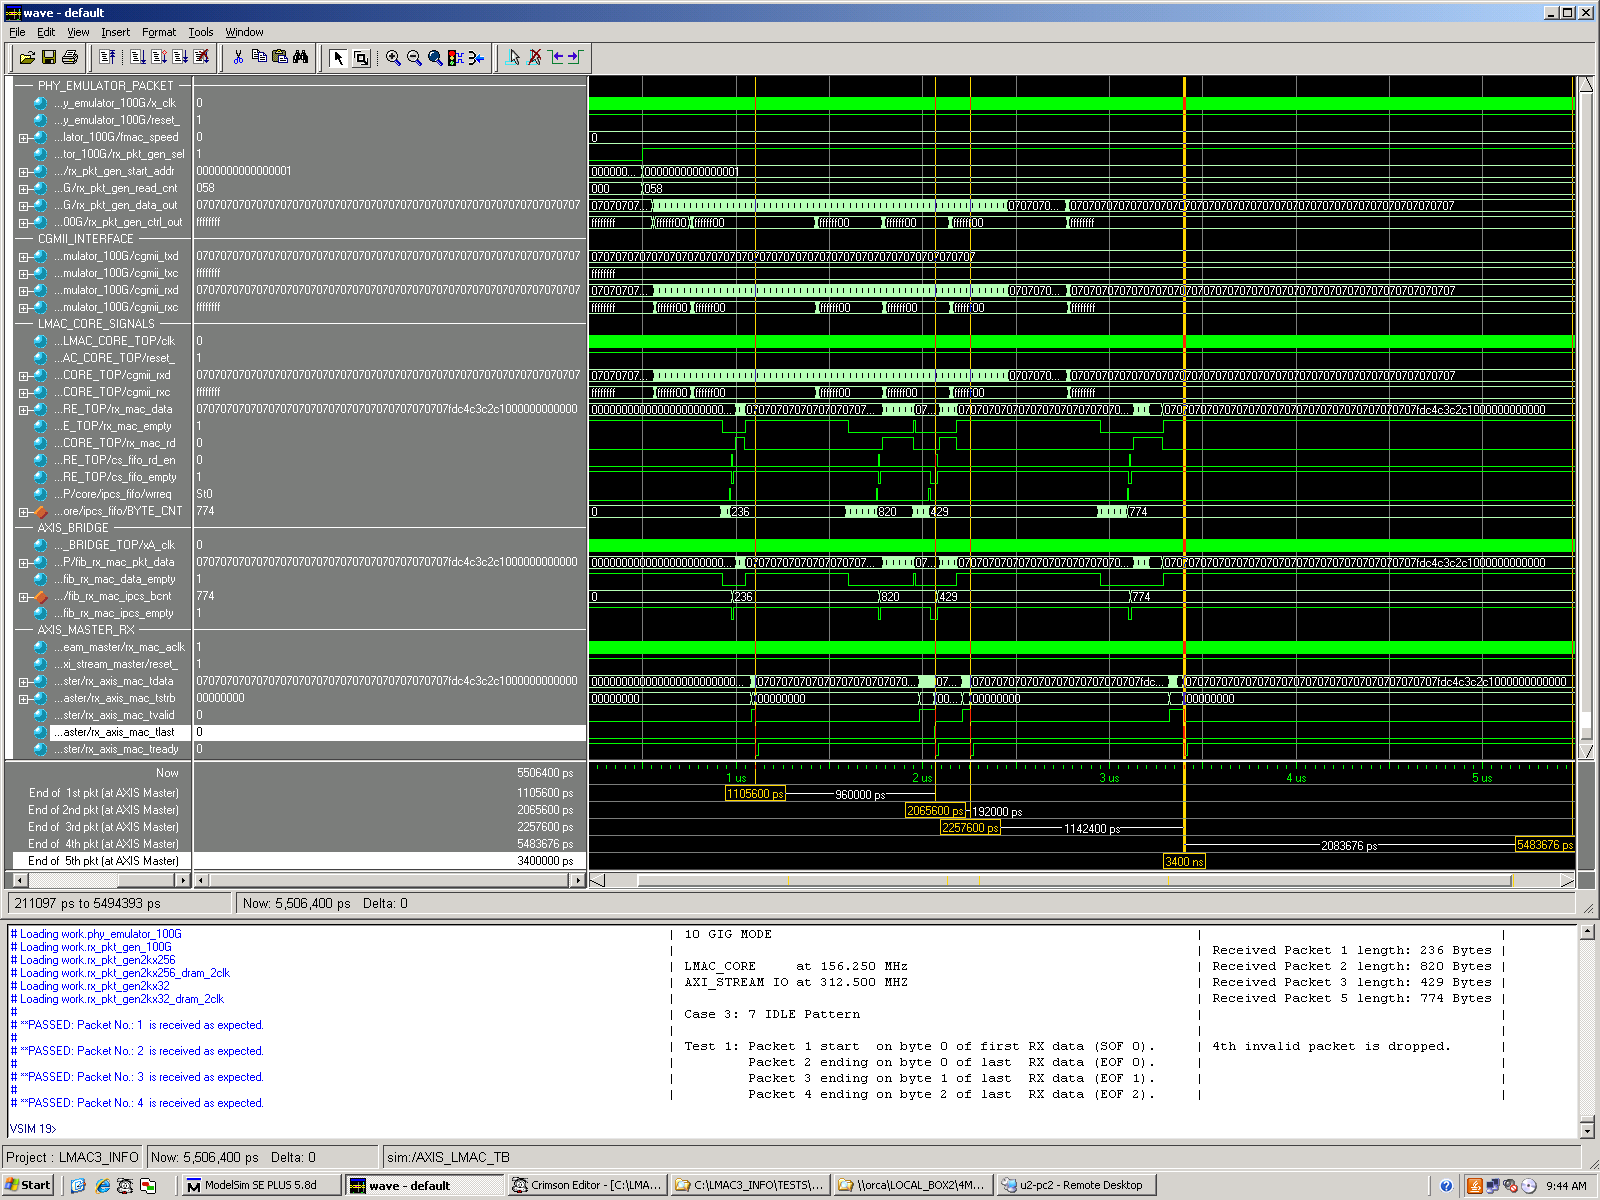 wave - default
File Edit View Insert Format Tools Window
PHY_EMULATOR_PACKET
...y_emulator_100G/x_clk 0
...y_emulator_100G/reset_ 1
...lator_100G/fmac_speed 0 0
...tor_100G/rx_pkt_gen_sel 1
.../rx_pkt_gen_start_addr 0000000000000001 000000... 0000000000000001
...G/rx_pkt_gen_read_cnt 058 000 058
...G/rx_pkt_gen_data_out 0707070707070707070707070707070707070707070707070707070707070707 07070707... 0707070... 0707070707070707070707070707070707070707070707070707070707070707
...00G/rx_pkt_gen_ctrl_out ffffffff ffffffff ffffff00 ffffff00 ffffff00 ffffff00 ffffff00 ffffffff
CGMII_INTERFACE
...mulator_100G/cgmii_txd 0707070707070707070707070707070707070707070707070707070707070707 0707070707070707070707070707070707070707070707070707070707070707
...mulator_100G/cgmii_txc ffffffff ffffffff
...mulator_100G/cgmii_rxd 0707070707070707070707070707070707070707070707070707070707070707 07070707... 0707070... 0707070707070707070707070707070707070707070707070707070707070707
...mulator_100G/cgmii_rxc ffffffff ffffffff ffffff00 ffffff00 ffffff00 ffffff00 ffffff00 ffffffff
LMAC_CORE_SIGNALS
...LMAC_CORE_TOP/clk 0
...AC_CORE_TOP/reset_ 1
...CORE_TOP/cgmii_rxd 0707070707070707070707070707070707070707070707070707070707070707 07070707... 0707070... 0707070707070707070707070707070707070707070707070707070707070707
...CORE_TOP/cgmii_rxc ffffffff ffffffff ffffff00 ffffff00 ffffff00 ffffff00 ffffff00 ffffffff
...RE_TOP/rx_mac_data 070707070707070707070707070707070707070707fdc4c3c2c1000000000000
...E_TOP/rx_mac_empty 1
...CORE_TOP/rx_mac_rd 0
...RE_TOP/cs_fifo_rd_en 0
...RE_TOP/cs_fifo_empty 1
...P/core/ipcs_fifo/wrreq St0
...ore/ipcs_fifo/BYTE_CNT 774 0 236 820 429 774
AXIS_BRIDGE
..._BRIDGE_TOP/xA_clk 0
...P/fib_rx_mac_pkt_data 070707070707070707070707070707070707070707fdc4c3c2c1000000000000
...fib_rx_mac_data_empty 1
.../fib_rx_mac_ipcs_bcnt 774 0 236 820 429 774
...fib_rx_mac_ipcs_empty 1
AXIS_MASTER_RX
...eam_master/rx_mac_aclk 1
...xi_stream_master/reset_ 1
...ster/rx_axis_mac_tdata 070707070707070707070707070707070707070707fdc4c3c2c1000000000000
...aster/rx_axis_mac_tstrb 00000000 00000000 00000000 00... 00000000 00000000
...ster/rx_axis_mac_tvalid 0
...aster/rx_axis_mac_tlast 0
...ster/rx_axis_mac_tready 0
Now 5506400 ps 1 us 2 us 3 us 4 us 5 us
End of 1st pkt (at AXIS Master) 1105600 ps 1105600 ps 960000 ps
End of 2nd pkt (at AXIS Master) 2065600 ps 2065600 ps 192000 ps
End of 3rd pkt (at AXIS Master) 2257600 ps 2257600 ps 1142400 ps
End of 4th pkt (at AXIS Master) 5483676 ps 2083676 ps 5483676 ps
End of 5th pkt (at AXIS Master) 3400000 ps 3400 ns
211097 ps to 5494393 ps Now: 5,506,400 ps Delta: 0
# Loading work.phy_emulator_100G
# Loading work.rx_pkt_gen_100G
# Loading work.rx_pkt_gen2kx256
# Loading work.rx_pkt_gen2kx256_dram_2clk
# Loading work.rx_pkt_gen2kx32
# Loading work.rx_pkt_gen2kx32_dram_2clk
#
# **PASSED: Packet No.: 1 is received as expected.
#
# **PASSED: Packet No.: 2 is received as expected.
#
# **PASSED: Packet No.: 3 is received as expected.
#
# **PASSED: Packet No.: 4 is received as expected.
VSIM 19>
| 10 GIG MODE |
| | Received Packet 1 length: 236 Bytes |
| LMAC_CORE at 156.250 MHz | Received Packet 2 length: 820 Bytes |
| AXI_STREAM IO at 312.500 MHZ | Received Packet 3 length: 429 Bytes |
| | Received Packet 5 length: 774 Bytes |
| Case 3: 7 IDLE Pattern | |
| | |
| Test 1: Packet 1 start on byte 0 of first RX data (SOF 0). | 4th invalid packet is dropped. |
| Packet 2 ending on byte 0 of last RX data (EOF 0). | |
| Packet 3 ending on byte 1 of last RX data (EOF 1). | |
| Packet 4 ending on byte 2 of last RX data (EOF 2). | |
Project : LMAC3_INFO Now: 5,506,400 ps Delta: 0 sim:/AXIS_LMAC_TB
Start ModelSim SE PLUS 5.8d wave - default Crimson Editor - [C:\LMA... C:\LMAC3_INFO\TESTS\... \\orca\LOCAL_BOX2\4M... u2-pc2 - Remote Desktop 9:44 AM